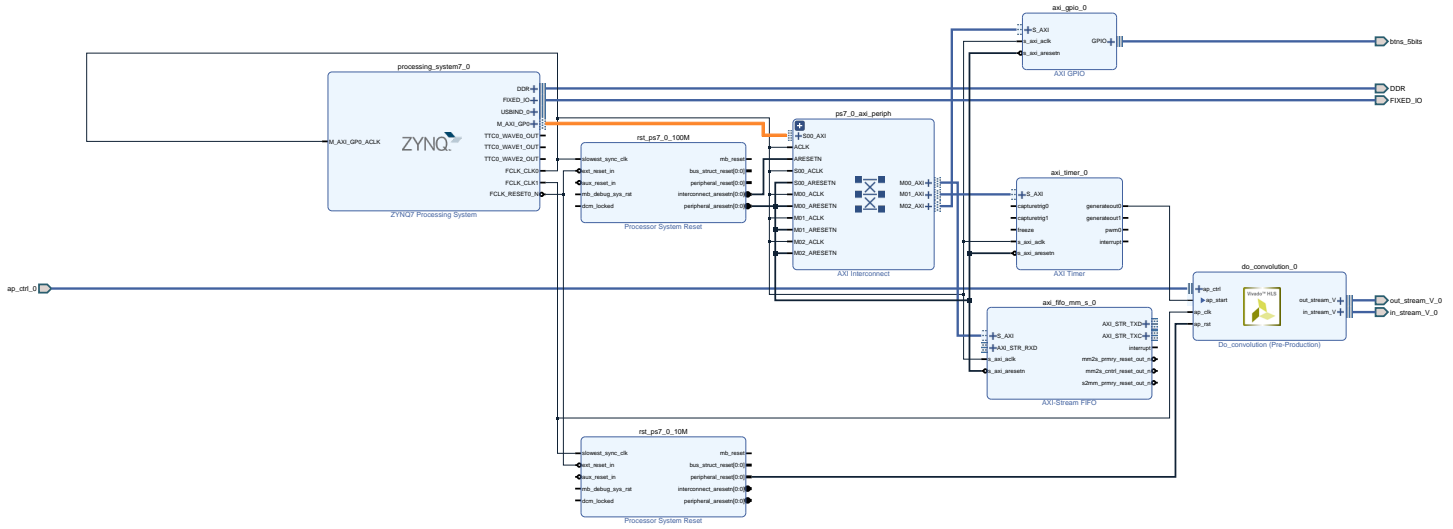 axi_gpio_0
S_AXI
s_axi_aclk
s_axi_aresetn
GPIO
AXI GPIO
btns_5bits
processing_system7_0
M_AXI_GP0_ACLK
ZYNQ
DDR
FIXED_IO
USBIND_0
M_AXI_GP0
TTC0_WAVE0_OUT
TTC0_WAVE1_OUT
TTC0_WAVE2_OUT
FCLK_CLK0
FCLK_CLK1
FCLK_RESET0_N
ZYNQ7 Processing System
DDR
FIXED_IO
rst_ps7_0_100M
slowest_sync_clk
ext_reset_in
aux_reset_in
mb_debug_sys_rst
dcm_locked
mb_reset
bus_struct_reset[0:0]
peripheral_reset[0:0]
interconnect_aresetn[0:0]
peripheral_aresetn[0:0]
Processor System Reset
ps7_0_axi_periph
S00_AXI
ACLK
ARESETN
S00_ACLK
S00_ARESETN
M00_ACLK
M00_ARESETN
M01_ACLK
M01_ARESETN
M02_ACLK
M02_ARESETN
M00_AXI
M01_AXI
M02_AXI
AXI Interconnect
axi_timer_0
S_AXI
capturetrig0
capturetrig1
freeze
s_axi_aclk
s_axi_aresetn
generateout0
generateout1
pwm0
interrupt
AXI Timer
ap_ctrl_0
do_convolution_0
ap_ctrl
ap_start
ap_clk
ap_rst
Vivado™ HLS
out_stream_V
in_stream_V
Do_convolution (Pre-Production)
out_stream_V_0
in_stream_V_0
axi_fifo_mm_s_0
S_AXI
AXI_STR_RXD
s_axi_aclk
s_axi_aresetn
AXI_STR_TXD
AXI_STR_TXC
interrupt
mm2s_prmry_reset_out_n
mm2s_cntrl_reset_out_n
s2mm_prmry_reset_out_n
AXI-Stream FIFO
rst_ps7_0_10M
slowest_sync_clk
ext_reset_in
aux_reset_in
mb_debug_sys_rst
dcm_locked
mb_reset
bus_struct_reset[0:0]
peripheral_reset[0:0]
interconnect_aresetn[0:0]
peripheral_aresetn[0:0]
Processor System Reset